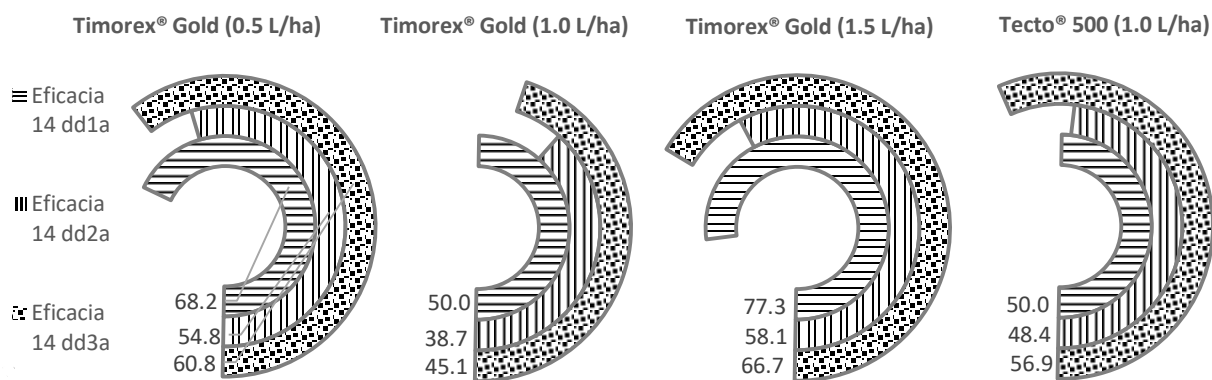 Timorex® Gold (0.5 L/ha) Timorex® Gold (1.0 L/ha) Timorex® Gold (1.5 L/ha) Tecto® 500 (1.0 L/ha)
Eficacia
14 dd1a
Eficacia
14 dd2a
Eficacia
14 dd3a
68.2
54.8
60.8
50.0
38.7
45.1
77.3
58.1
66.7
50.0
48.4
56.9